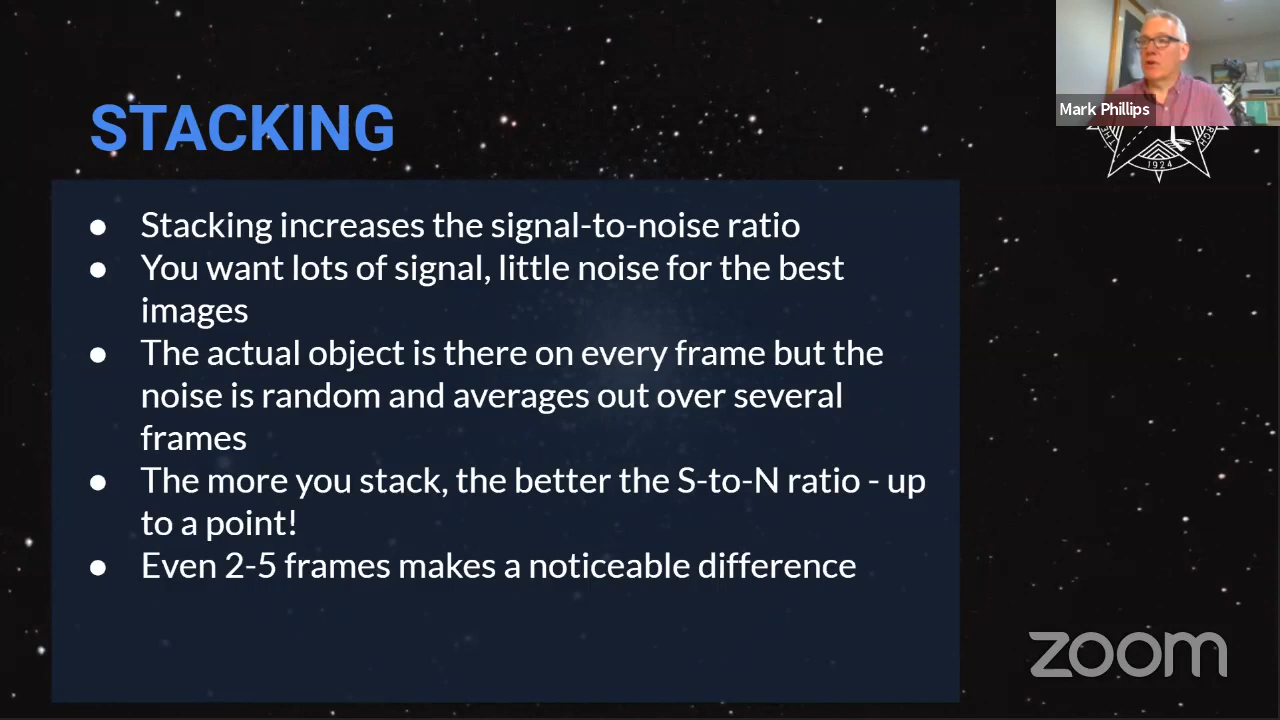 STACKING
Mark Phillips
1924
● Stacking increases the signal-to-noise ratio
● You want lots of signal, little noise for the best
images
● The actual object is there on every frame but the
noise is random and averages out over several
frames
● The more you stack, the better the S-to-N ratio - up
to a point!
● Even 2-5 frames makes a noticeable difference
zoom